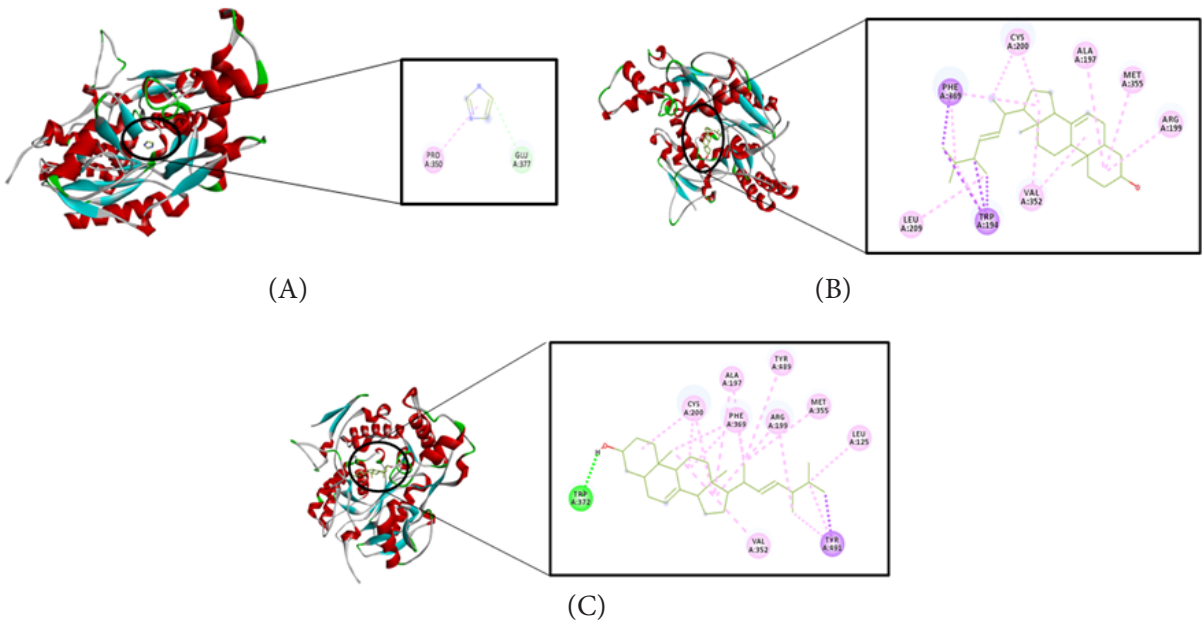 PRO
A:350
GLU
A:377
(A)
CYS
A:200
ALA
A:197
MET
A:355
PHE
A:369
ARG
A:199
VAL
A:352
TRP
A:194
LEU
A:209
(B)
TYR
A:489
ALA
A:197
MET
A:355
CYS
A:200
PHE
A:369
ARG
A:199
LEU
A:125
H
O
TRP
A:372
VAL
A:352
TYR
A:491
(C)